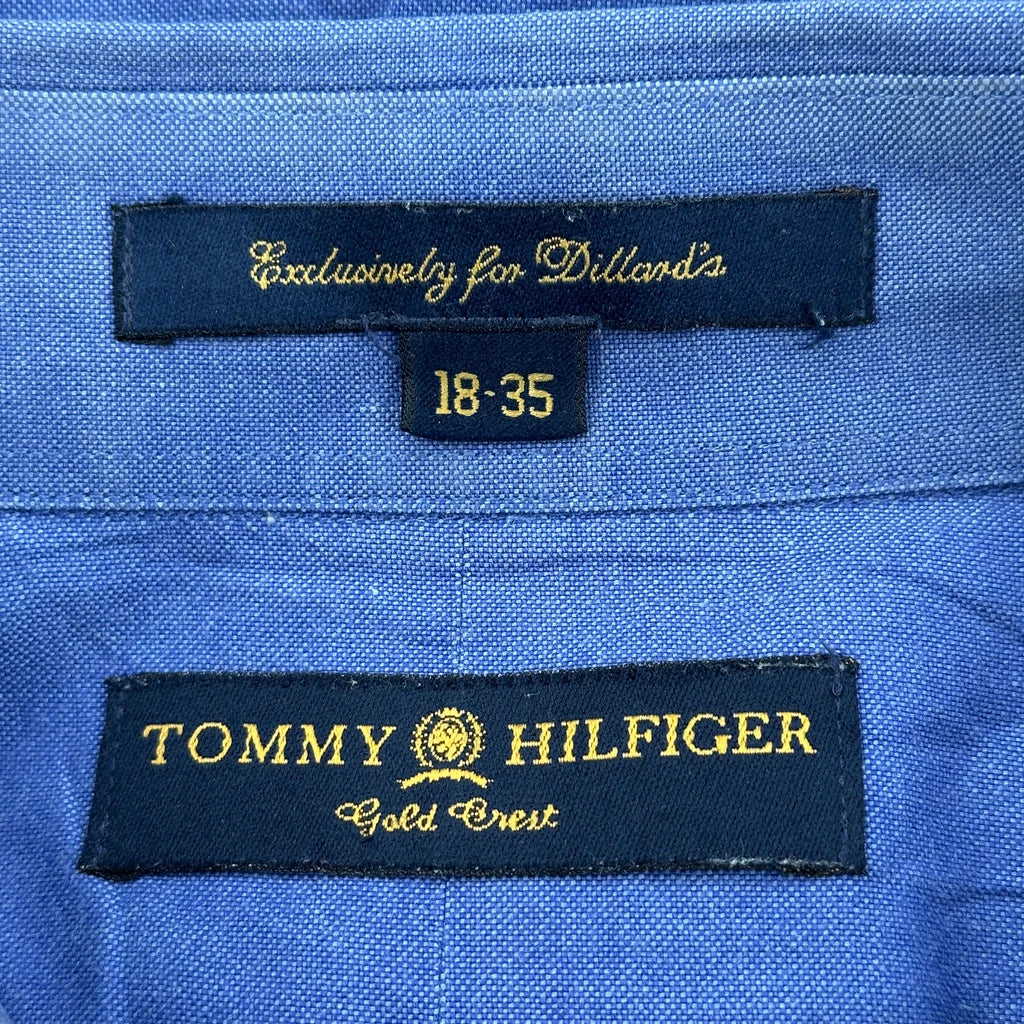 Exclusively for Dillard's
18-35
TOMMY HILFIGER
Gold Crest